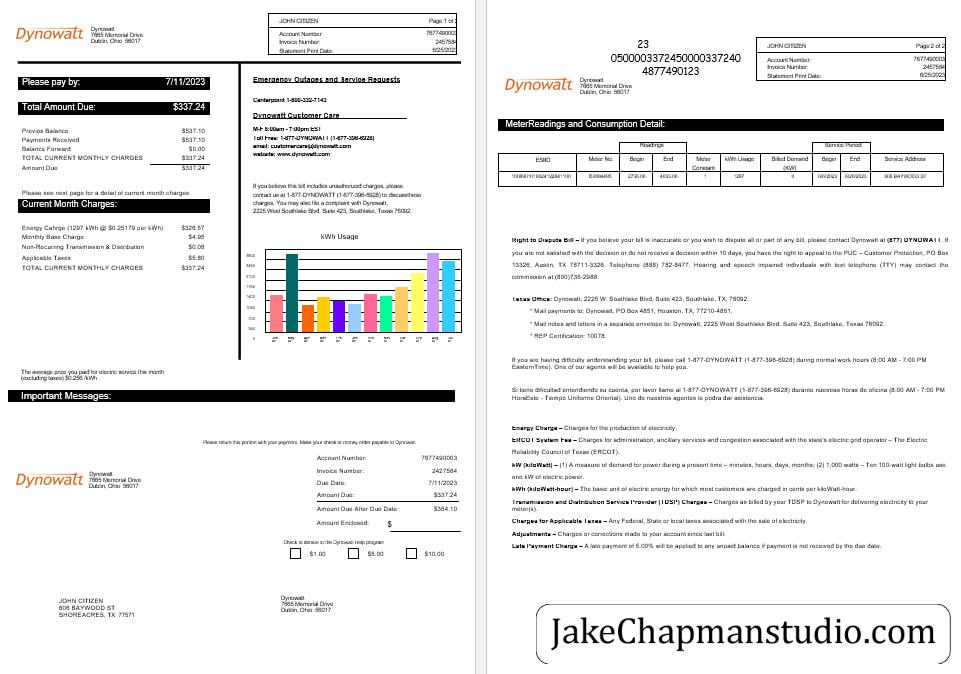 Dynowatt
Dynowatt
7665 Memorial Drive
Dublin, Ohio 56017
JOHN CITIZEN Page 1 of 2
Account Number: 7677490003
Invoice Number: 2457584
Statement Print Date: 6/25/2023
Please pay by: 7/11/2023
Total Amount Due: $337.24
Previos Balance $537.10
Payments Received $537.10
Balance Forward $0.00
TOTAL CURRENT MONTHLY CHARGES $337.24
Amount Due $337.24
Please see next page for detail of current month charges
Current Month Charges:
Energy Cahrge (1297 kWh @ $0.25179 per kWh) $326.57
Monthly Base Charge $4.95
Non-Recurring Transmission & Distribution $0.08
Applicable Taxes $5.80
TOTAL CURRENT MONTHLY CHARGES $337.24
Emergency Outages and Service Requests
Centerpoint 1-800-332-7143
Dynowatt Customer Care
M-F 8:00am - 7:00pm EST
Toll Free: 1-877-DYNOWATT (1-877-396-6928)
email: customercare@dynowatt.com
website: www.dynowatt.com
If you believe this bill includes unauthorized charges, please
contact us at 1-877-DYNOWATT (1-877-396-6928) to discuss those
charges. You may also file a complaint with Dynowatt,
2225 West Southlake Blvd. Suite 423, Southlake, Texas 76092.
kWh Usage
The average price you paid for electric service this month
(excluding taxes) $0.256 /kWh
Important Messages:
Please return this portion with your payment. Make your check or money order payable to Dynowatt.
Dynowatt
Dynowatt
7665 Memorial Drive
Dublin, Ohio 56017
Account Number: 7677490003
Invoice Number: 2427584
Due Date: 7/11/2023
Amount Due: $337.24
Amount Due After Due Date: $354.10
Amount Enclosed: $
Check to donate to the Dynowatt Help program
$1.00 $5.00 $10.00
JOHN CITIZEN
606 BAYWOOD ST
SHOREACRES, TX 77571
Dynowatt
7665 Memorial Drive
Dublin, Ohio 56017
23
0500003372450000337240
4877490123
Dynowatt
Dynowatt
7665 Memorial Drive
Dublin, Ohio 56017
JOHN CITIZEN Page 2 of 2
Account Number: 7677490003
Invoice Number: 2457584
Statement Print Date: 6/25/2023
MeterReadings and Consumption Detail:
Readings Service Period
ESIID Meter No. Begin End Meter Constant kWh Usage Billed Demand (KW) Begin End Service Address
1 1297 0 606 BAYWOOD ST
Right to Dispute Bill – If you believe your bill is inaccurate or you wish to dispute all or part of any bill, please contact Dynowatt at (877) DYNOWATT. If
you are not satisfied with the decision or do not receive a decision within 10 days, you have the right to appeal to the PUC – Customer Protection, PO Box
13326, Austin, TX 78711-3326. Telephone (888) 782-8477. Hearing and speech impaired individuals with text telephone (TTY) may contact the
commission at (800)735-2988.
Texas Office: Dynowatt, 2225 W. Southlake Blvd, Suite 423, Southlake, TX, 76092.
* Mail payments to: Dynowatt, PO Box 4851, Houston, TX, 77210-4851.
* Mail notes and letters in a separate envelope to: Dynowatt, 2225 West Southlake Blvd. Suite 423, Southlake, Texas 76092.
* REP Certification: 10078.
If you are having difficulty understanding your bill, please call 1-877-DYNOWATT (1-877-396-6928) during normal work hours (8:00 AM - 7:00 PM
EasternTime). One of our agents will be available to help you.
Si tiene dificultad entendiendo su cuenta, por favor llame al 1-877-DYNOWATT (1-877-396-6928) durante nuestras horas de oficina (8:00 AM - 7:00 PM
HoraEste - Tiempo Uniforme Oriental). Uno de nuestros agentes le podra dar asistancia.
Energy Charge – Charges for the production of electricity.
ERCOT System Fee – Charges for administration, ancillary services and congestion associated with the state's electric grid operator – The Electric
Reliability Council of Texas (ERCOT).
kW (kiloWatt) – (1) A measure of demand for power during a present time – minutes, hours, days, months; (2) 1,000 watts – Ten 100-watt light bulbs use
one kW of electric power.
kWh (kiloWatt-hour) – The basic unit of electric energy for which most customers are charged in cents per kiloWatt-hour.
Transmission and Distribution Service Provider (TDSP) Charges – Charges as billed by your TDSP to Dynowatt for delivering electricity to your
meter(s).
Charges for Applicable Taxes – Any Federal, State or local taxes associated with the sale of electricity.
Adjustments – Charges or corrections made to your account since last bill.
Late Payment Charge – A late payment of 5.00% will be applied to any unpaid balance if payment is not received by the due date.
JakeChapmanstudio.com